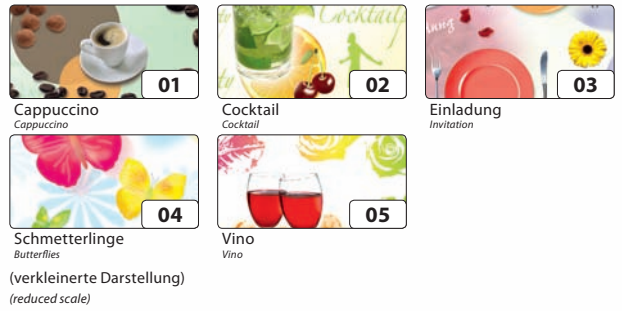 01
Cappuccino
Cappuccino
Cocktail
02
Cocktail
Cocktail
03
Einladung
Invitation
04
Schmetterlinge
Butterflies
05
Vino
Vino
(verkleinerte Darstellung)
(reduced scale)